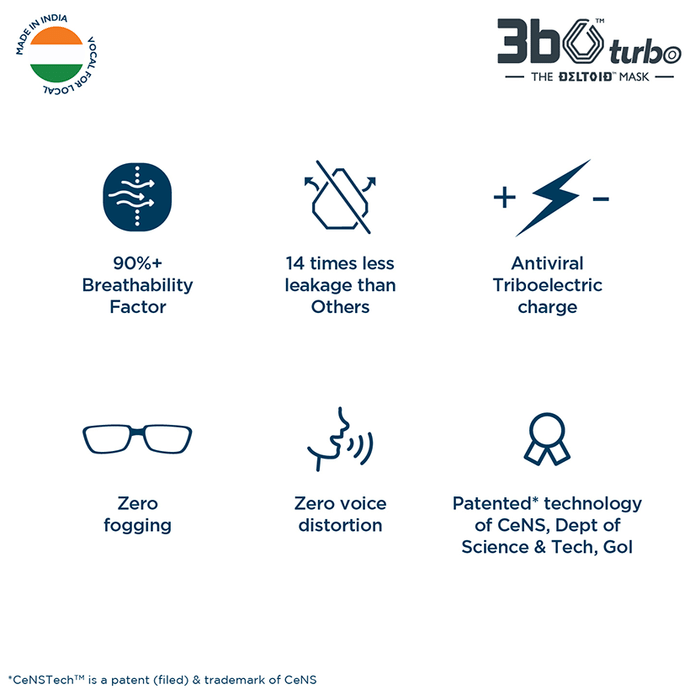 MADE IN INDIA
VOCAL FOR LOCAL
360™ turbo
THE DELTOID™ MASK
90%+
Breathability
Factor
14 times less
leakage than
Others
+ -
Antiviral
Triboelectric
charge
Zero
fogging
Zero voice
distortion
Patented* technology
of CeNS, Dept of
Science & Tech, GoI
*CeNSTech™ is a patent (filed) & trademark of CeNS